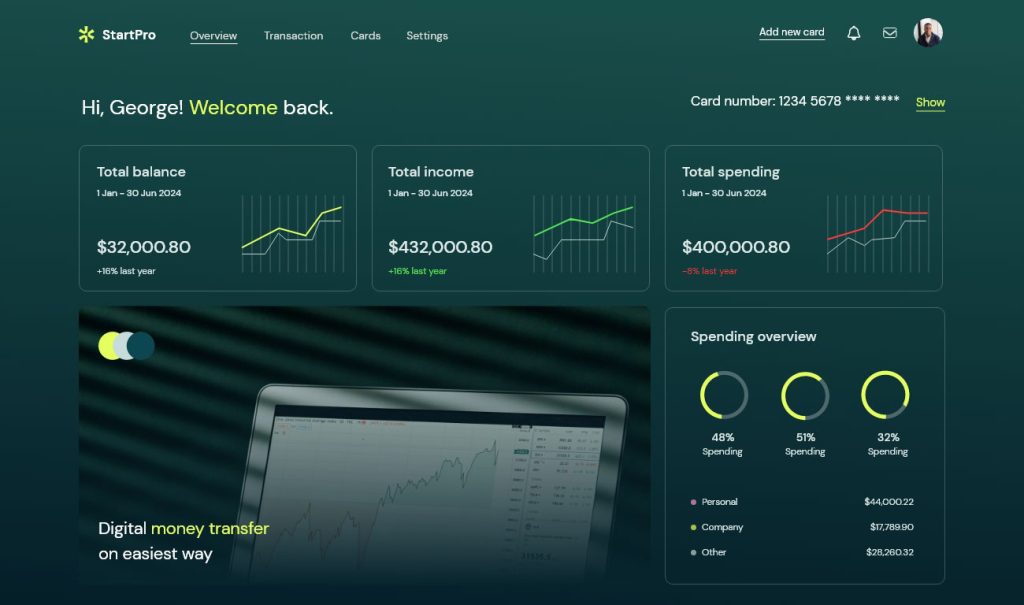 StartPro
Overview
Transaction
Cards
Settings
Add new card
Hi, George! Welcome back.
Card number: 1234 5678 **** ****
Show
Total balance
1 Jan - 30 Jun 2024
$32,000.80
+16% last year
Total income
1 Jan - 30 Jun 2024
$432,000.80
+16% last year
Total spending
1 Jan - 30 Jun 2024
$400,000.80
-8% last year
Digital money transfer
on easiest way
Spending overview
48%
Spending
51%
Spending
32%
Spending
Personal $44,000.22
Company $17,789.90
Other $28,260.32